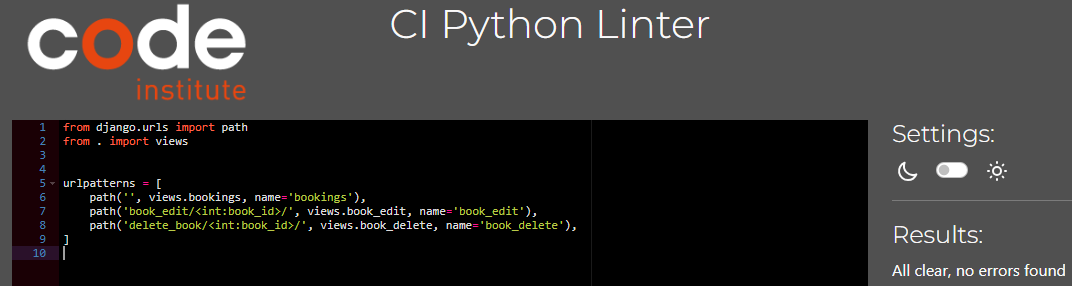 code
institute
CI Python Linter
1 from django.urls import path
2 from . import views
3
4
5 urlpatterns = [
6     path('', views.bookings, name='bookings'),
7     path('book_edit/<int:book_id>/', views.book_edit, name='book_edit'),
8     path('delete_book/<int:book_id>/', views.book_delete, name='book_delete'),
9 ]
10
Settings:
Results:
All clear, no errors found